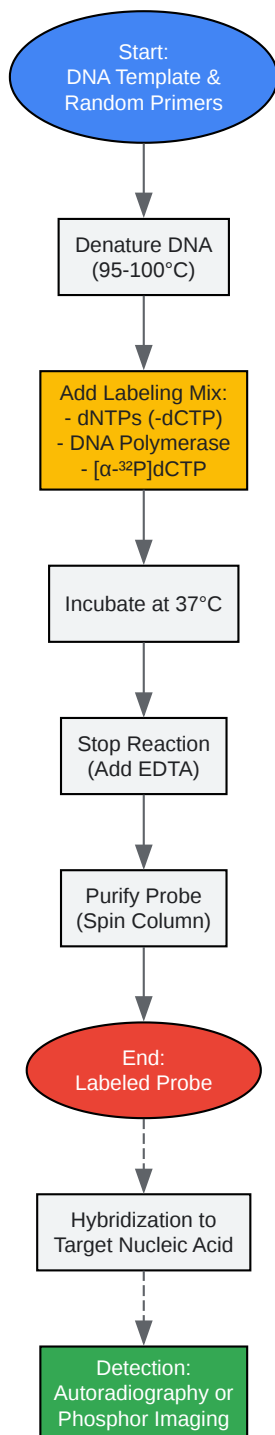 Start:
DNA Template &
Random Primers
Denature DNA
(95-100°C)
Add Labeling Mix:
- dNTPs (-dCTP)
- DNA Polymerase
- [α-³²P]dCTP
Incubate at 37°C
Stop Reaction
(Add EDTA)
Purify Probe
(Spin Column)
End:
Labeled Probe
Hybridization to
Target Nucleic Acid
Detection:
Autoradiography or
Phosphor Imaging